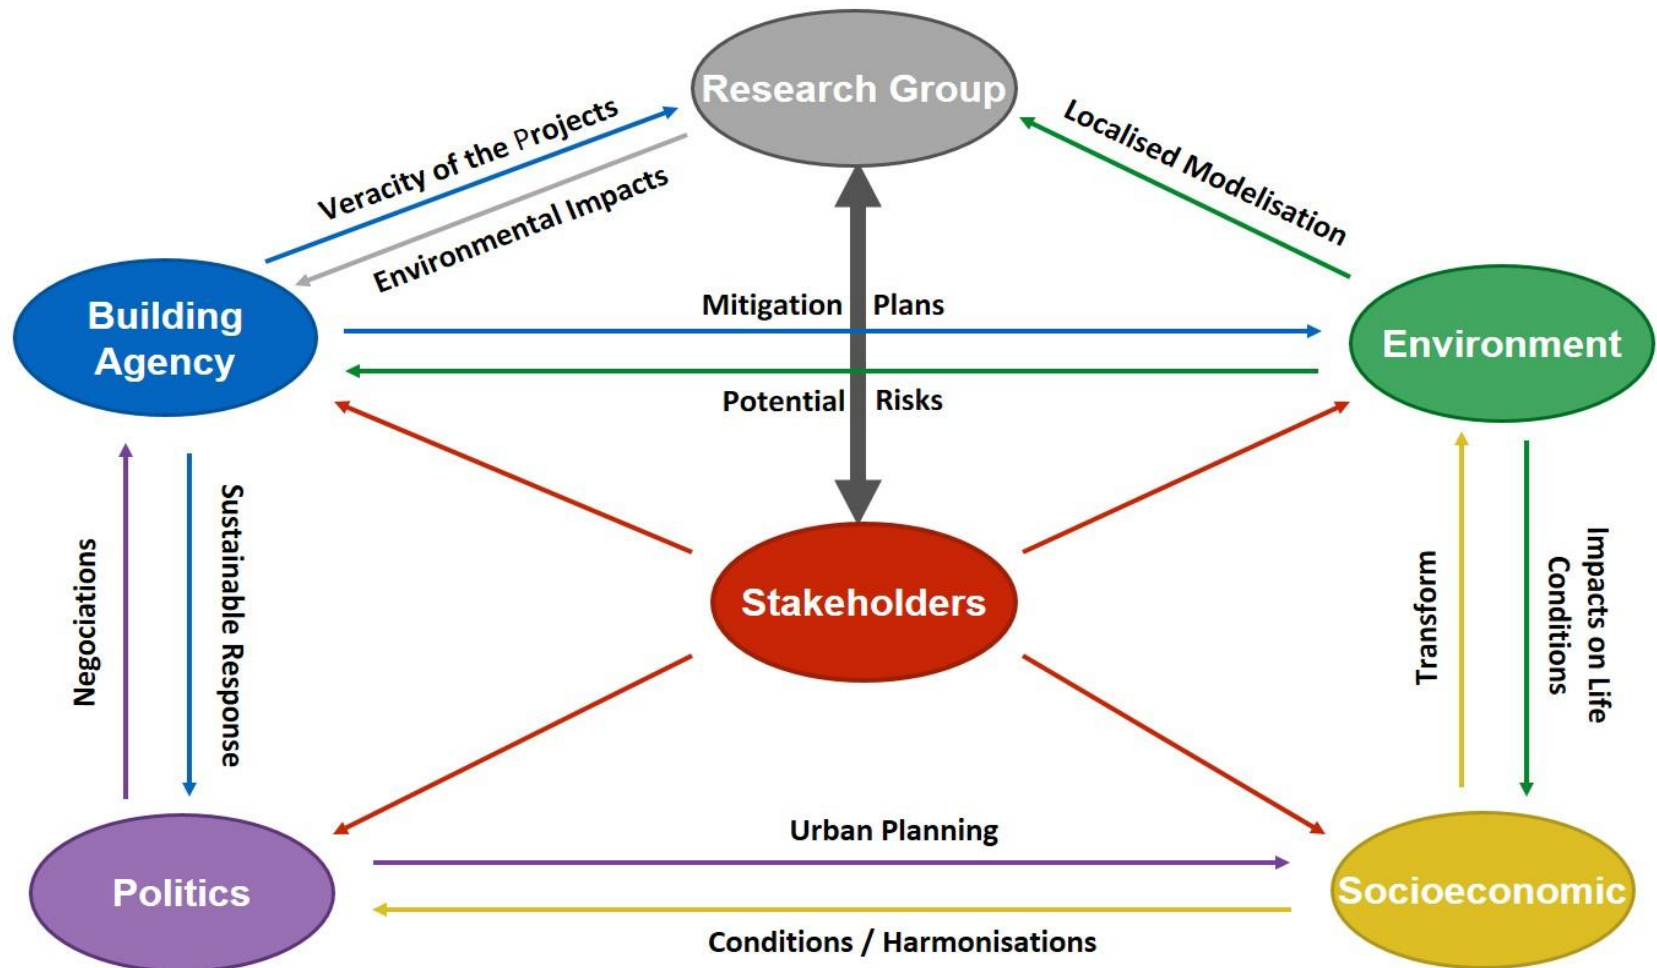 Research Group
Veracity of the Projects
Localised Modelisation
Environmental Impacts
Building
Agency
Mitigation Plans
Environment
Potential Risks
Negociations
Sustainable Response
Stakeholders
Transform
Impacts on Life
Conditions
Urban Planning
Politics
Socioeconomic
Conditions / Harmonisations